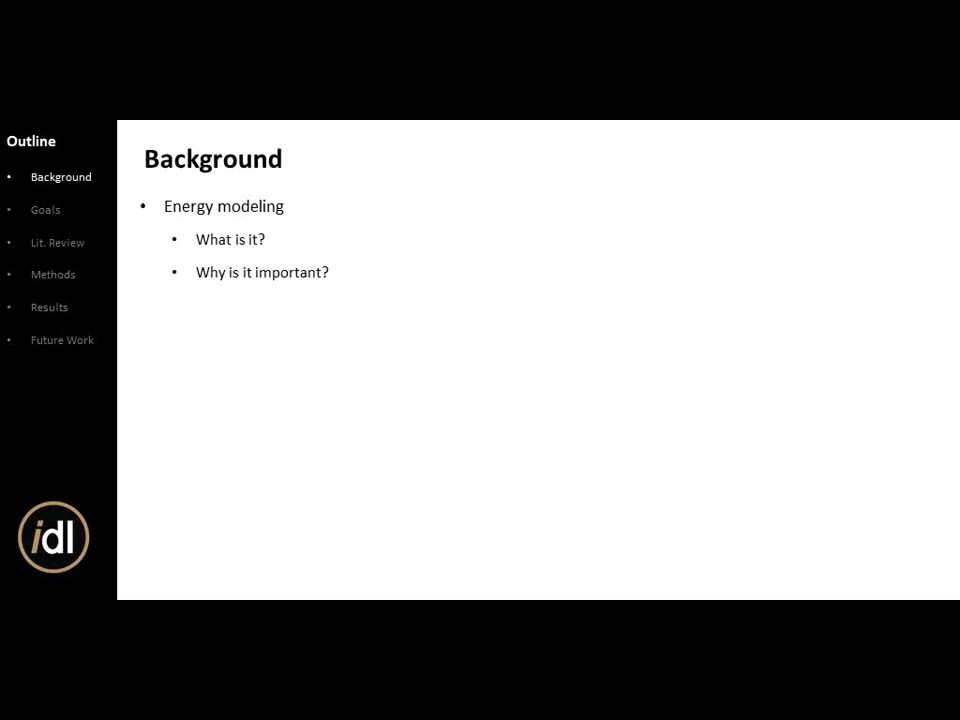 Outline
• Background
• Goals
• Lit. Review
• Methods
• Results
• Future Work
idl
Background
• Energy modeling
• What is it?
• Why is it important?